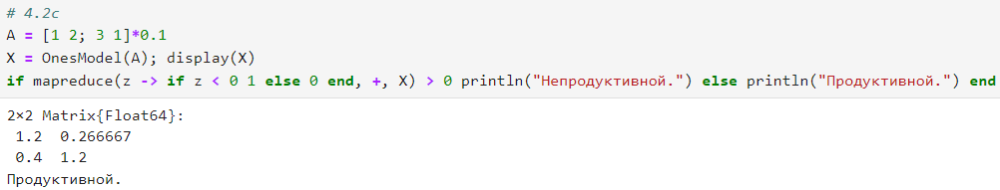 # 4.2c
A = [1 2; 3 1]*0.1
X = OnesModel(A); display(X)
if mapreduce(z -> if z < 0 1 else 0 end, +, X) > 0 println("Непродуктивной.") else println("Продуктивной.") end
2×2 Matrix{Float64}:
 1.2  0.266667
 0.4  1.2
Продуктивной.